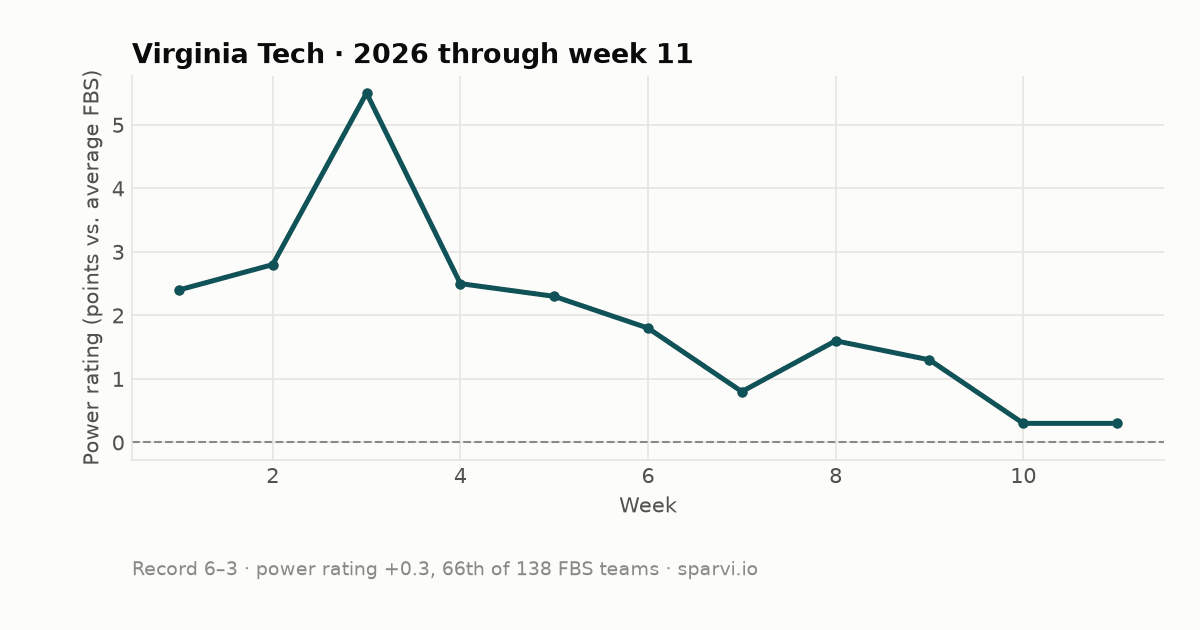 Virginia Tech · 2026 through week 11
Power rating (points vs. average FBS)
5
4
3
2
1
0
2 4 6 8 10
Week
Record 6–3 · power rating +0.3, 66th of 138 FBS teams · sparvi.io